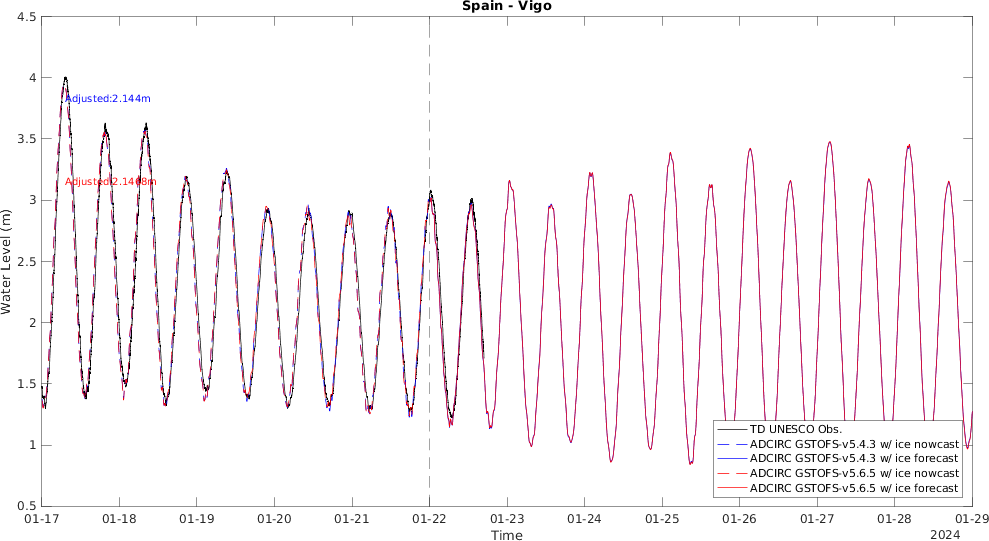 Spain - Vigo
4.5
4
3.5
3
2.5
2
1.5
1
0.5
Water Level (m)
Adjusted:2.144m
Adjusted:2.1468m
TD UNESCO Obs.
ADCIRC GSTOFS-v5.4.3 w/ ice nowcast
ADCIRC GSTOFS-v5.4.3 w/ ice forecast
ADCIRC GSTOFS-v5.6.5 w/ ice nowcast
ADCIRC GSTOFS-v5.6.5 w/ ice forecast
01-17 01-18 01-19 01-20 01-21 01-22 01-23 01-24 01-25 01-26 01-27 01-28 01-29
Time
2024